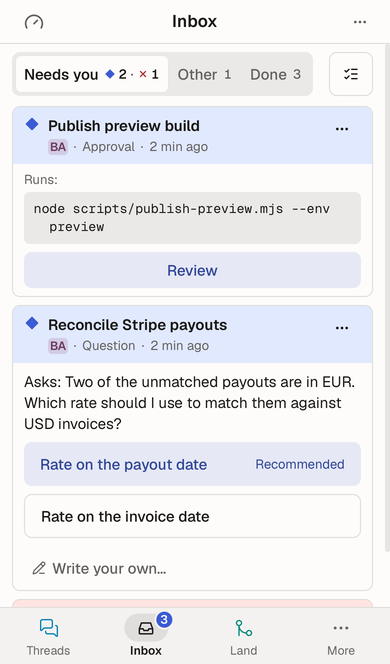 Inbox
Needs you 2 · × 1
Other 1
Done 3
Publish preview build
BA · Approval · 2 min ago
Runs:
node scripts/publish-preview.mjs --env
preview
Review
Reconcile Stripe payouts
BA · Question · 2 min ago
Asks: Two of the unmatched payouts are in EUR.
Which rate should I use to match them against
USD invoices?
Rate on the payout date
Recommended
Rate on the invoice date
Write your own...
3
Threads
Inbox
Land
More